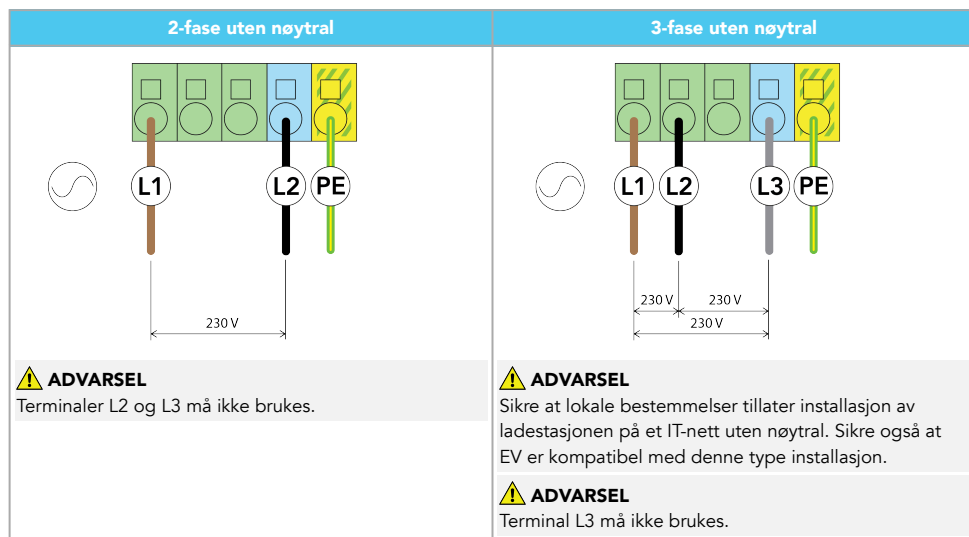 2-fase uten nøytral
L1
L2
PE
230 V
ADVARSEL
Terminaler L2 og L3 må ikke brukes.
3-fase uten nøytral
L1
L2
L3
PE
230 V
230 V
230 V
ADVARSEL
Sikre at lokale bestemmelser tillater installasjon av
ladestasjonen på et IT-nett uten nøytral. Sikre også at
EV er kompatibel med denne type installasjon.
ADVARSEL
Terminal L3 må ikke brukes.